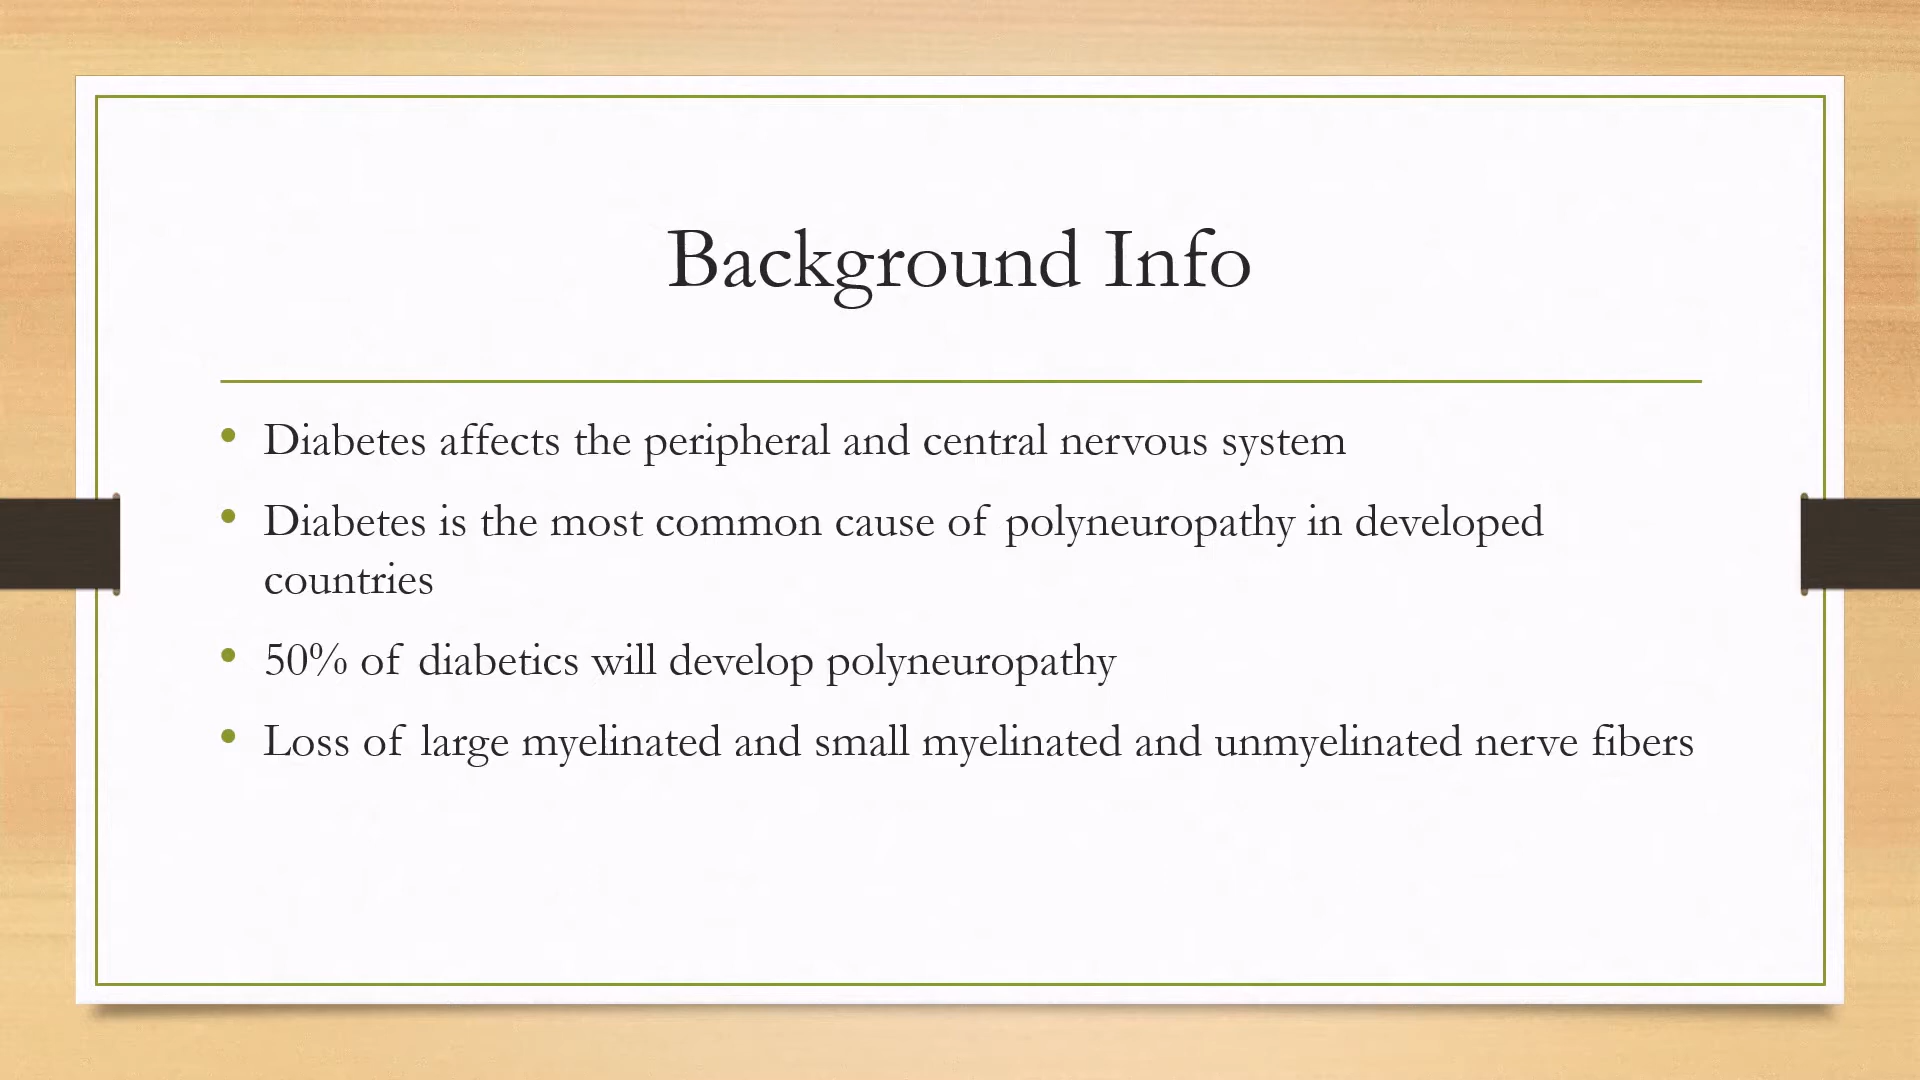 Background Info
• Diabetes affects the peripheral and central nervous system
• Diabetes is the most common cause of polyneuropathy in developed
countries
• 50% of diabetics will develop polyneuropathy
• Loss of large myelinated and small myelinated and unmyelinated nerve fibers